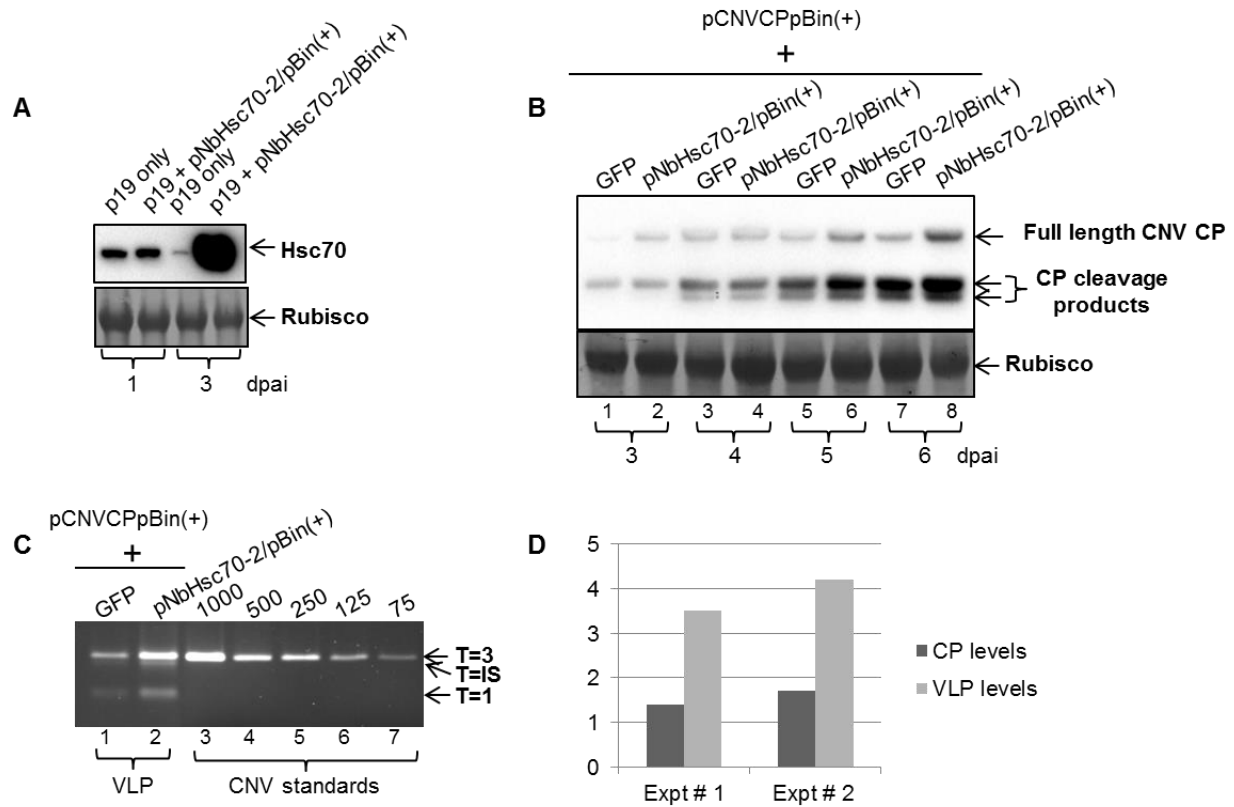 A
p19 only
p19 + pNbHsc70-2/pBin(+)
p19 only
p19 + pNbHsc70-2/pBin(+)
Hsc70
Rubisco
1 3 dpai
B
pCNVCPpBin(+)
+
GFP
pNbHsc70-2/pBin(+)
GFP
pNbHsc70-2/pBin(+)
GFP
pNbHsc70-2/pBin(+)
GFP
pNbHsc70-2/pBin(+)
Full length CNV CP
CP cleavage
products
Rubisco
1 2 3 4 5 6 7 8
3 4 5 6 dpai
C
pCNVCPpBin(+)
+
GFP
pNbHsc70-2/pBin(+)
1000 500 250 125 75
T=3
T=IS
T=1
1 2 3 4 5 6 7
VLP CNV standards
D
5
4
3
2
1
0
Expt # 1 Expt # 2
CP levels
VLP levels